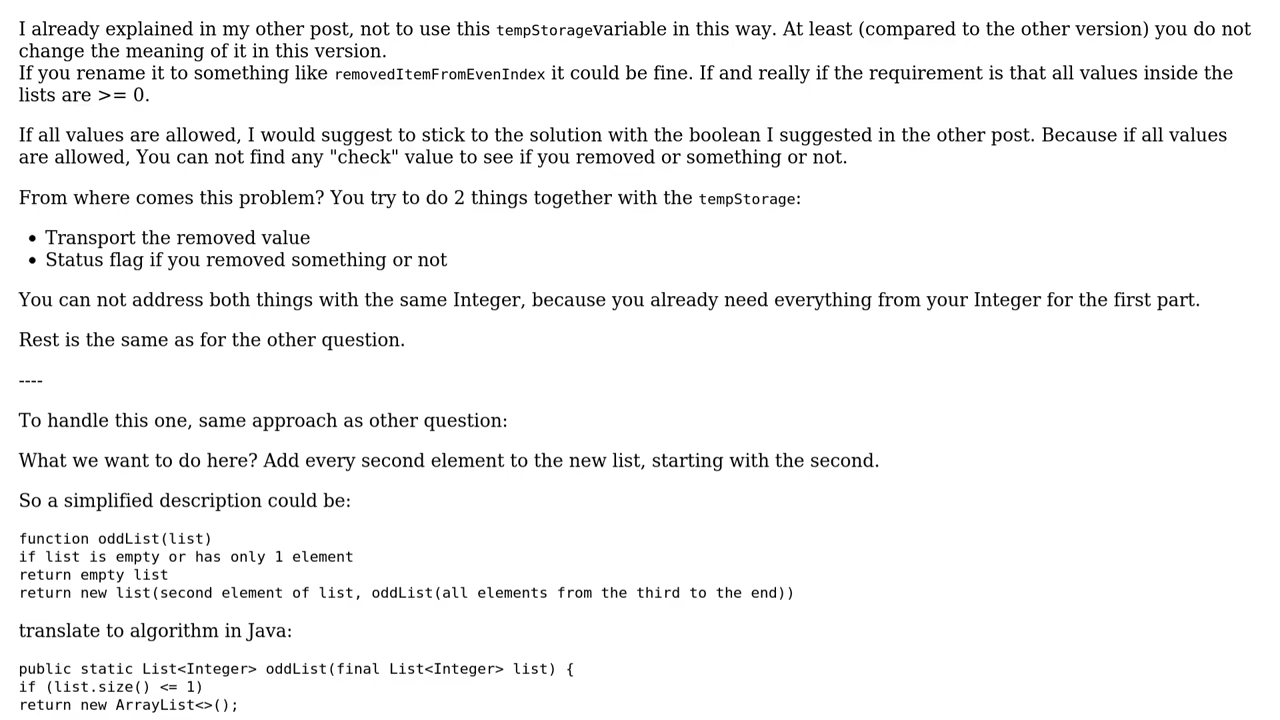 I already explained in my other post, not to use this tempStoragevariable in this way. At least (compared to the other version) you do not
change the meaning of it in this version.
If you rename it to something like removedItemFromEvenIndex it could be fine. If and really if the requirement is that all values inside the
lists are >= 0.
If all values are allowed, I would suggest to stick to the solution with the boolean I suggested in the other post. Because if all values
are allowed, You can not find any "check" value to see if you removed or something or not.
From where comes this problem? You try to do 2 things together with the tempStorage:
• Transport the removed value
• Status flag if you removed something or not
You can not address both things with the same Integer, because you already need everything from your Integer for the first part.
Rest is the same as for the other question.
----
To handle this one, same approach as other question:
What we want to do here? Add every second element to the new list, starting with the second.
So a simplified description could be:
function oddList(list)
if list is empty or has only 1 element
return empty list
return new list(second element of list, oddList(all elements from the third to the end))
translate to algorithm in Java:
public static List<Integer> oddList(final List<Integer> list) {
if (list.size() <= 1)
return new ArrayList<>();